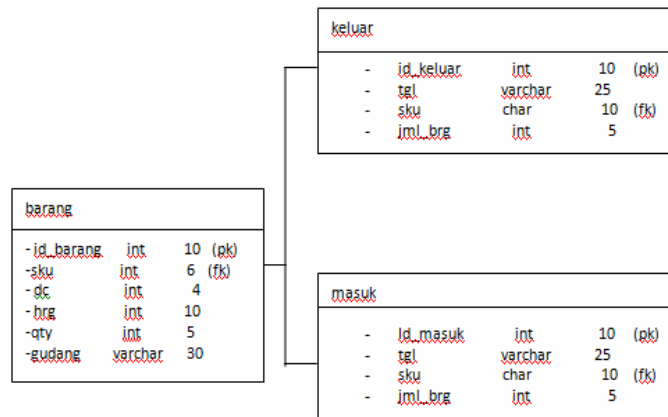 keluar
- id_keluar int 10 (pk)
- tgl varchar 25
- sku char 10 (fk)
- jml_brg int 5
barang
- id_barang int 10 (pk)
-sku int 6 (fk)
- dc int 4
- hrg int 10
-qty int 5
-gudang varchar 30
masuk
- Id_masuk int 10 (pk)
- tgl varchar 25
- sku char 10 (fk)
- jml_brg int 5